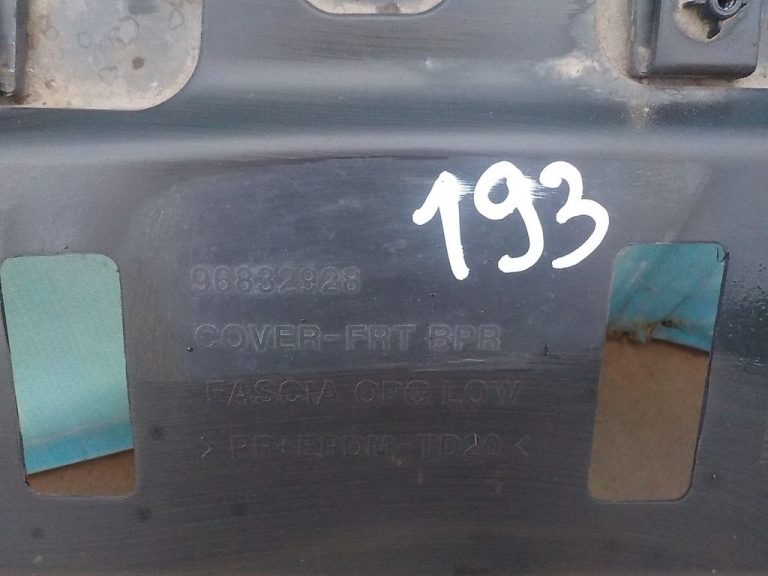 193
96832928
COVER-FRT BPR
FASCIA OPG LOW
>PP+EPDM-TD20<